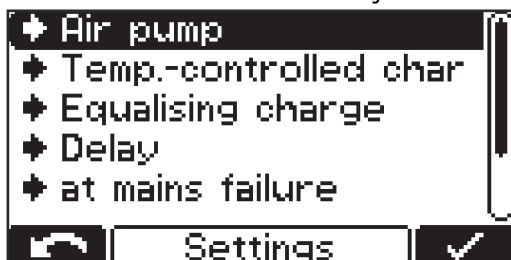 Air pump
Temp.-controlled char
Equalising charge
Delay
at mains failure
Settings